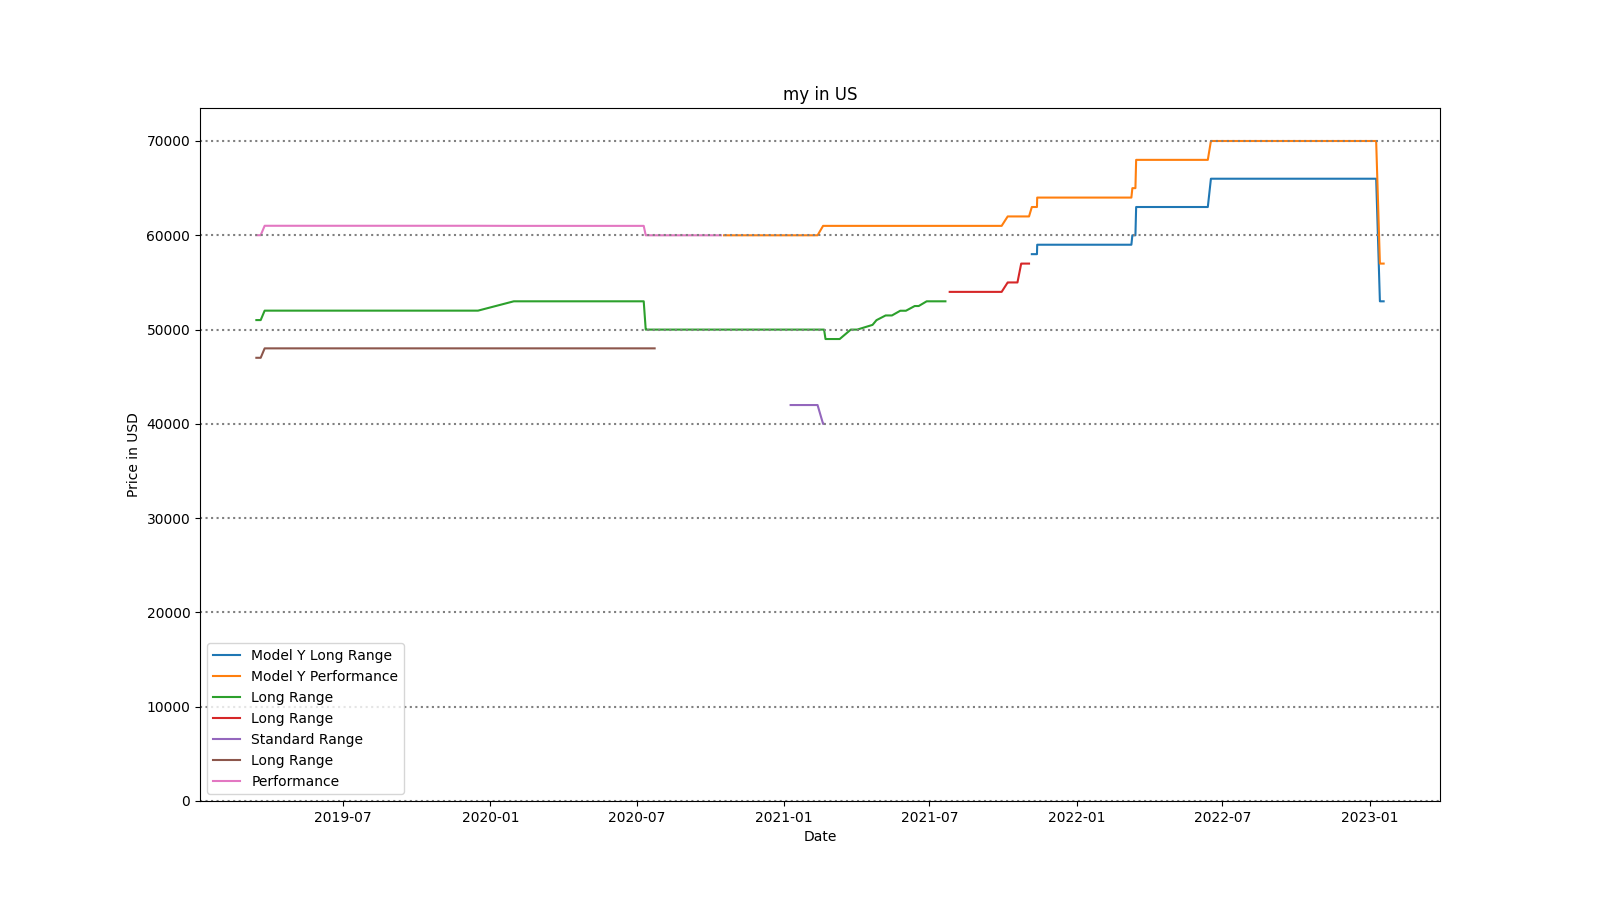 my in US
70000
60000
50000
40000
30000
20000
10000
0
Price in USD
Model Y Long Range
Model Y Performance
Long Range
Long Range
Standard Range
Long Range
Performance
2019-07 2020-01 2020-07 2021-01 2021-07 2022-01 2022-07 2023-01
Date